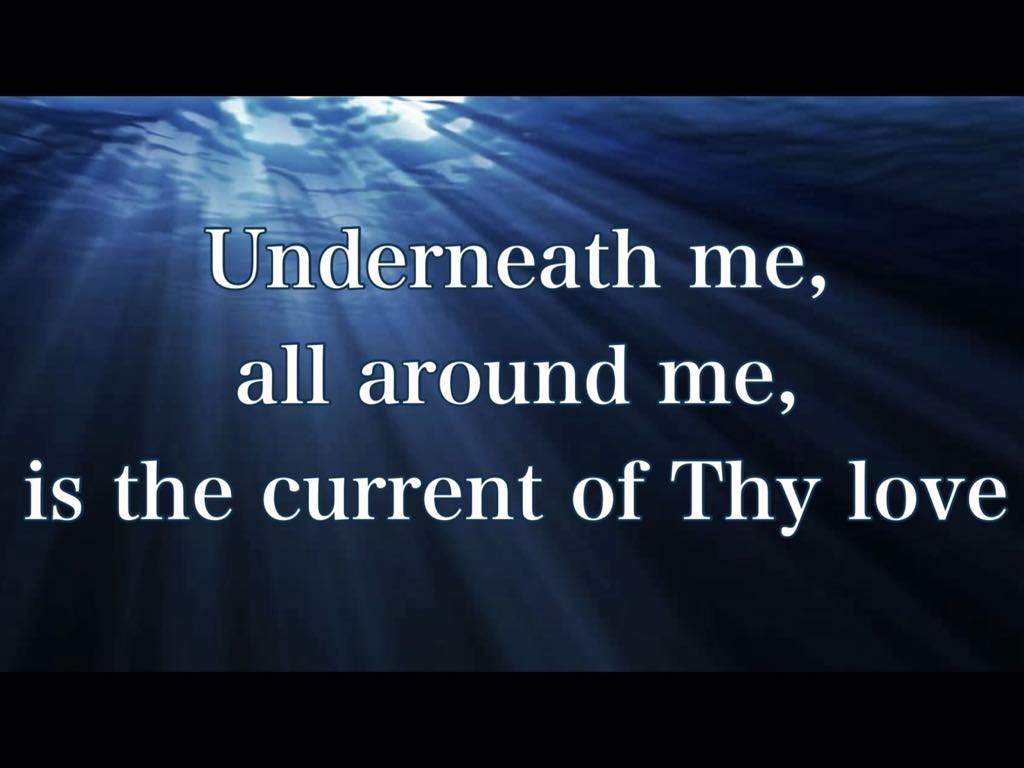 Underneath me,
all around me,
is the current of Thy love